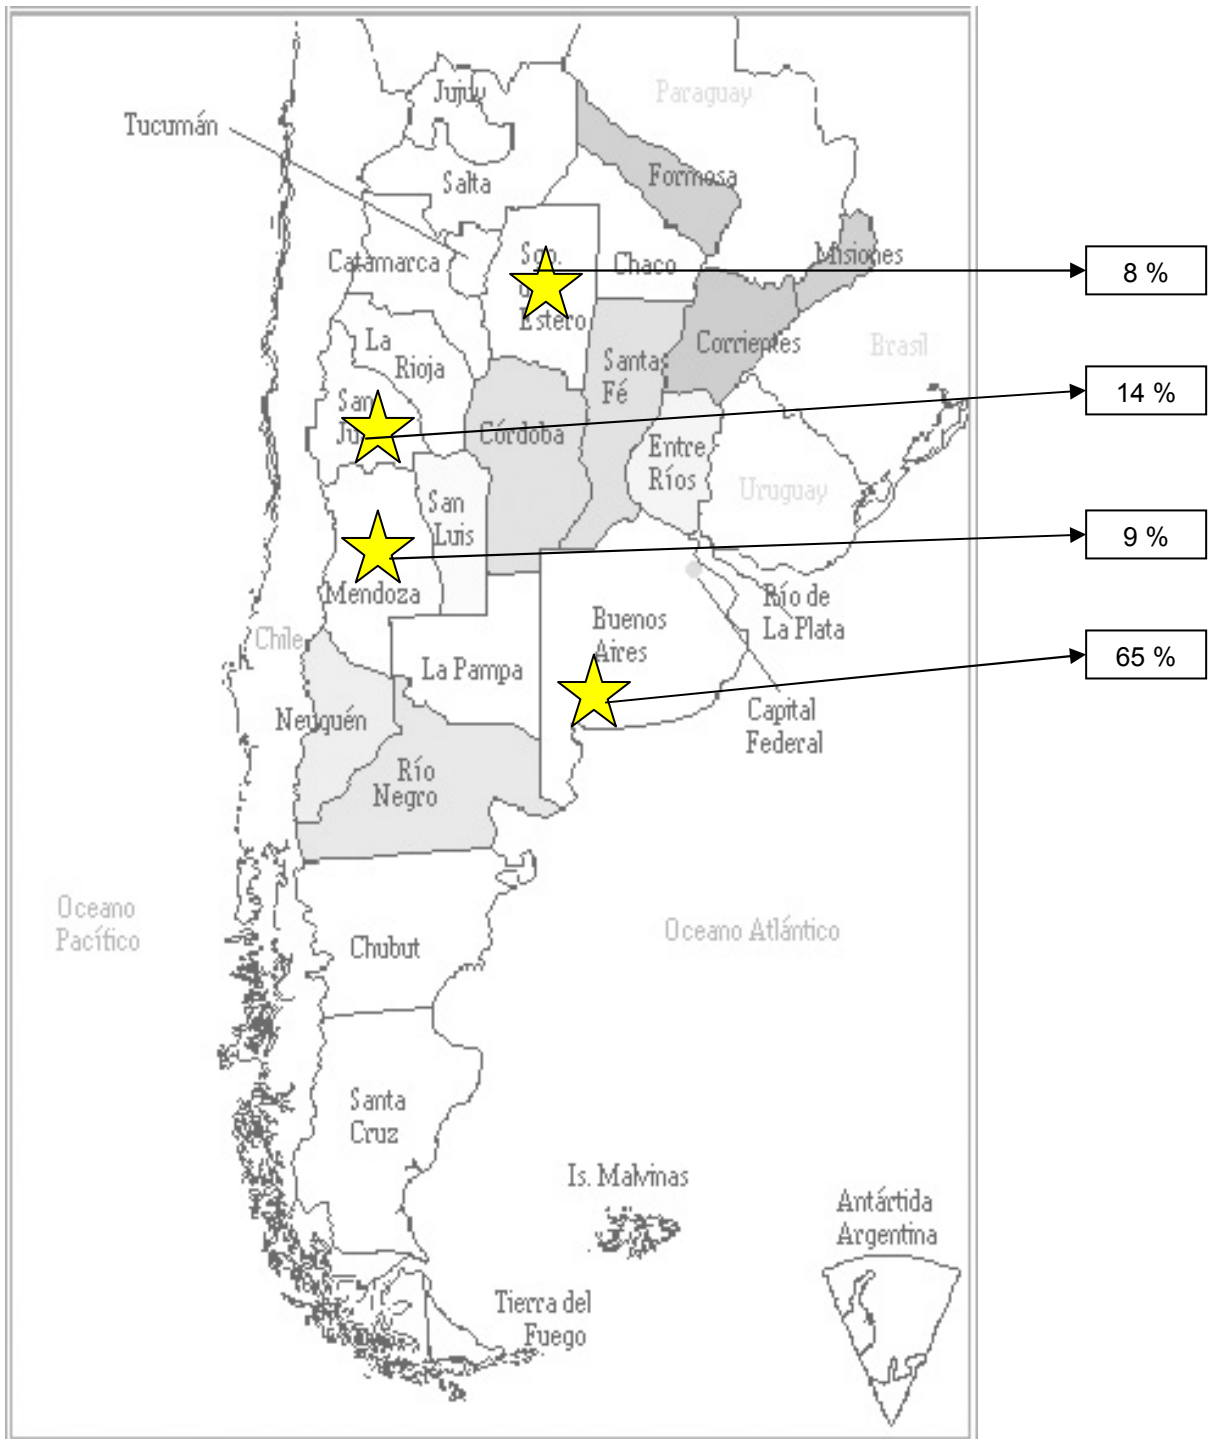 Jujuy
Paraguay
Tucumán
Formosa
Salta
Misiones
Catamarca
Sgo.
Chaco
8 %
Estero
La
Rioja
Santa
Fé
Corrientes
Brasil
San
14 %
Córdoba
Entre
Ríos
Uruguay
San
Luis
9 %
Mendoza
Río de
La Plata
Buenos
Aires
Chile
La Pampa
65 %
Neuquén
Capital
Federal
Río
Negro
Oceano
Pacífico
Chubut
Oceano Atlántico
Santa
Cruz
Is. Malvinas
Antártida
Argentina
Tierra del
Fuego